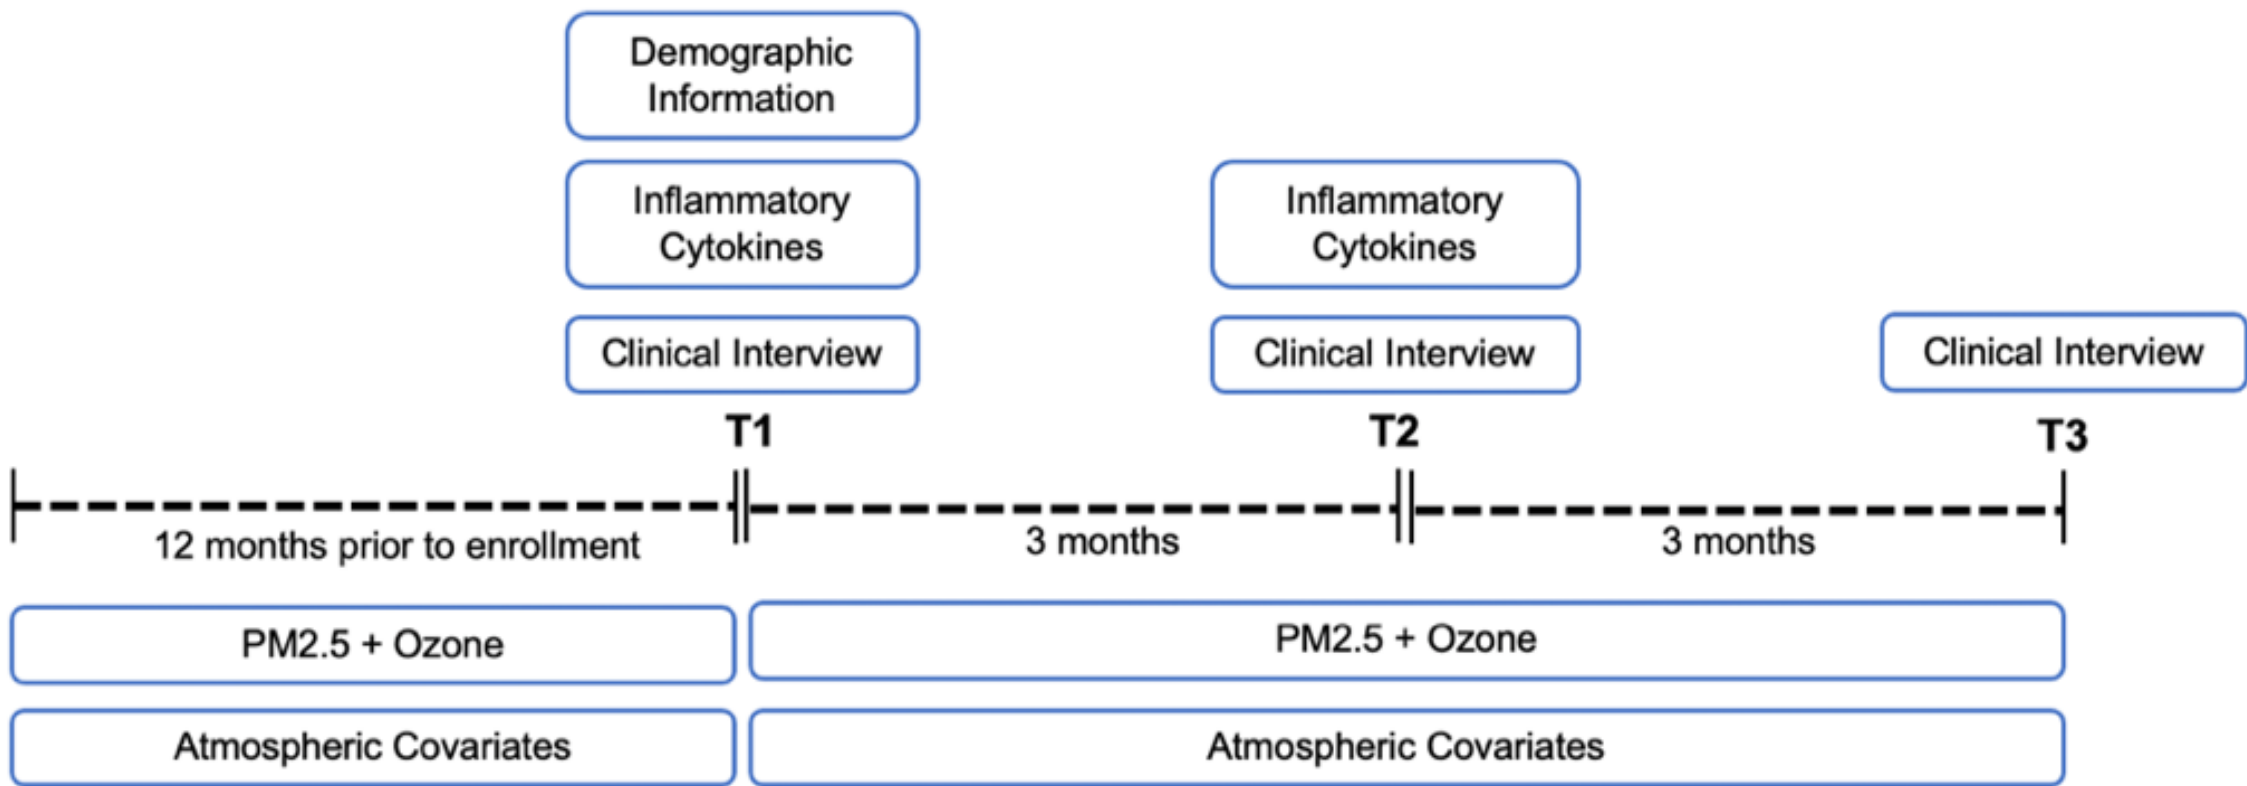 Demographic
Information
Inflammatory
Cytokines
Inflammatory
Cytokines
Clinical Interview
Clinical Interview
Clinical Interview
T1
T2
T3
12 months prior to enrollment
3 months
3 months
PM2.5 + Ozone
PM2.5 + Ozone
Atmospheric Covariates
Atmospheric Covariates